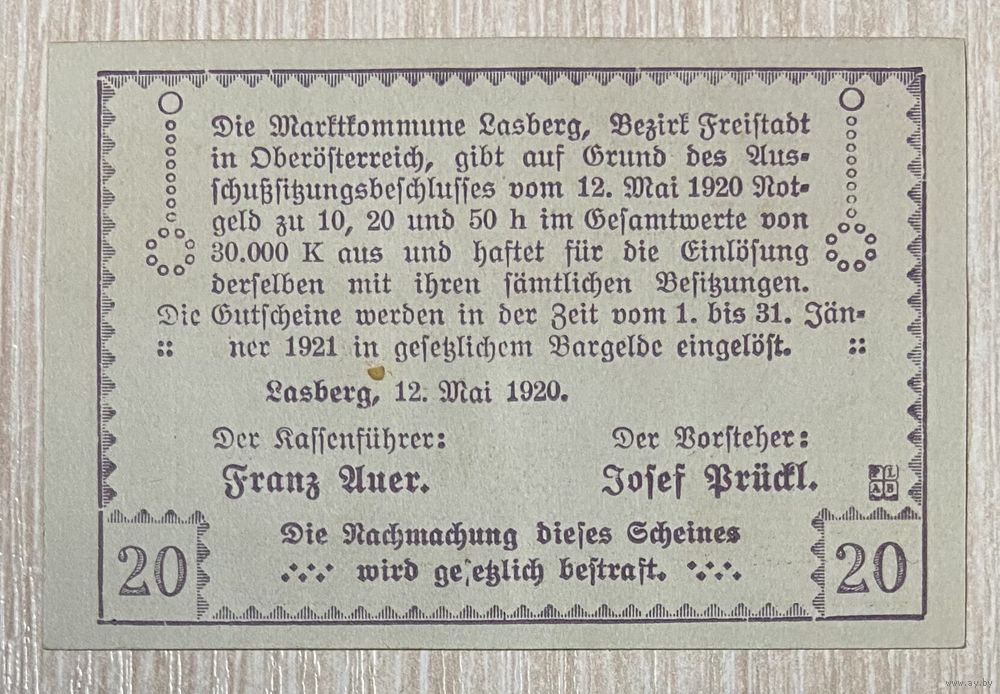 Die Marktkommune Lasberg, Bezirk Freistadt
in Oberösterreich, gibt auf Grund des Aus-
schußsitzungsbeschlusses vom 12. Mai 1920 Not-
geld zu 10, 20 und 50 h im Gesamtwerte von
30.000 K aus und haftet für die Einlösung
derselben mit ihren sämtlichen Besitzungen.
Die Gutscheine werden in der Zeit vom 1. bis 31. Jän-
ner 1921 in gesetzlichem Bargelde eingelöst.
Lasberg, 12. Mai 1920.
Der Kassenführer: Der Vorsteher:
Franz Auer. Josef Prückl.
P L
A B
Die Nachmachung dieses Scheines
wird gesetzlich bestraft.
20 20
www.ay.by